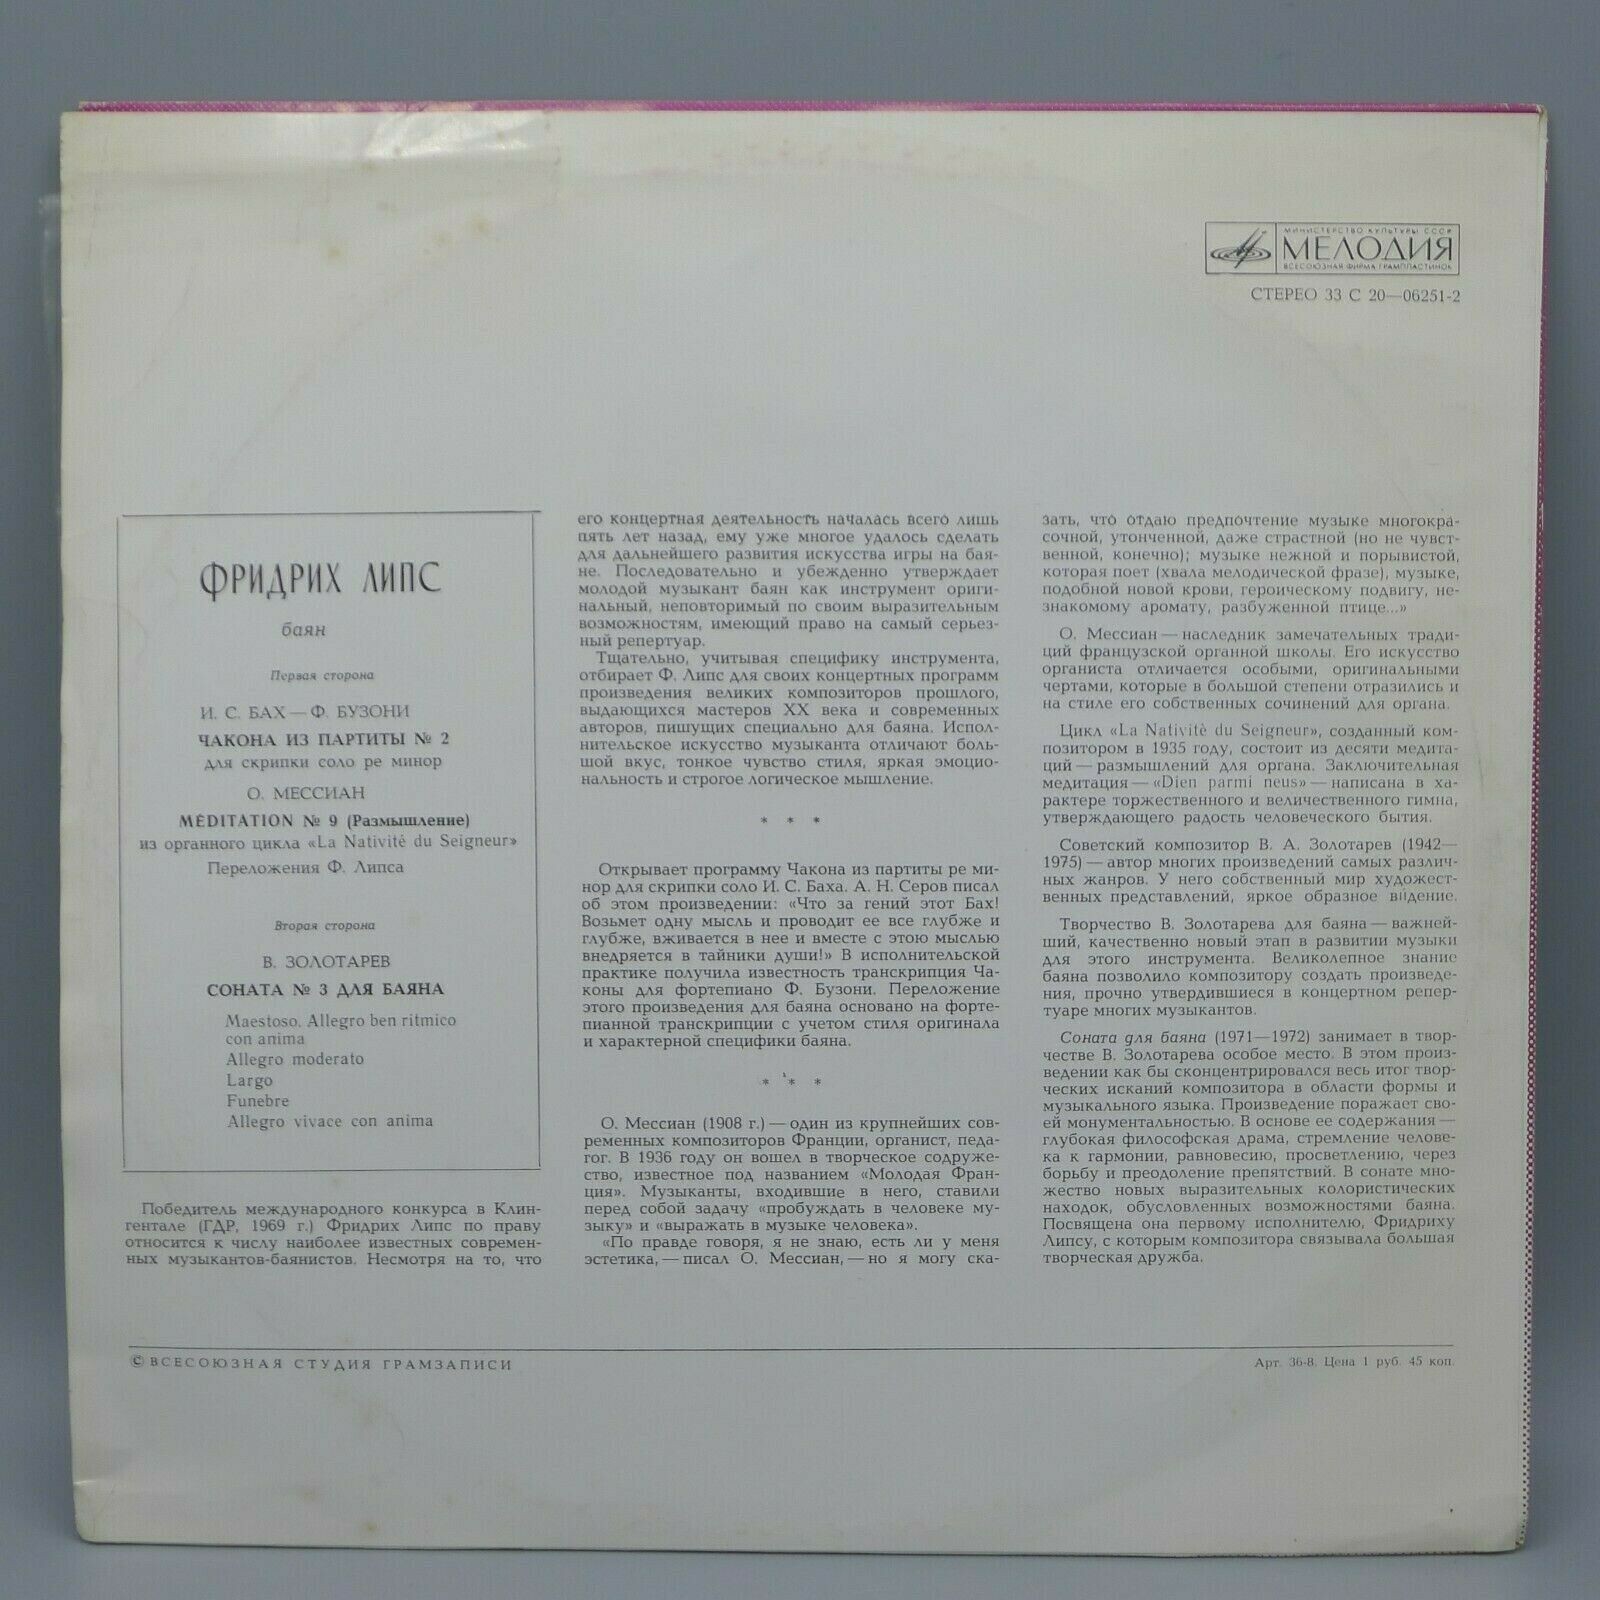 МИНИСТЕРСТВО КУЛЬТУРЫ СССР
МЕЛОДИЯ
ВСЕСОЮЗНАЯ ФИРМА ГРАМПЛАСТИНОК
СТЕРЕО 33 С 20—06251-2
ФРИДРИХ ЛИПС
баян
Первая сторона
И. С. БАХ — Ф. БУЗОНИ
ЧАКОНА ИЗ ПАРТИТЫ № 2
для скрипки соло ре минор
О. МЕССИАН
MÉDITATION № 9 (Размышление)
из органного цикла «La Nativitè du Seigneur»
Переложения Ф. Липса
Вторая сторона
В. ЗОЛОТАРЕВ
СОНАТА № 3 ДЛЯ БАЯНА
Maestoso. Allegro ben ritmico
con anima
Allegro moderato
Largo
Funebre
Allegro vivace con anima
Победитель международного конкурса в Клин-
гентале (ГДР, 1969 г.) Фридрих Липс по праву
относится к числу наиболее известных современ-
ных музыкантов-баянистов. Несмотря на то, что
его концертная деятельность началась всего лишь
пять лет назад, ему уже многое удалось сделать
для дальнейшего развития искусства игры на бая-
не. Последовательно и убежденно утверждает
молодой музыкант баян как инструмент ориги-
нальный, неповторимый по своим выразительным
возможностям, имеющий право на самый серьез-
ный репертуар.
Тщательно, учитывая специфику инструмента,
отбирает Ф. Липс для своих концертных программ
произведения великих композиторов прошлого,
выдающихся мастеров XX века и современных
авторов, пишущих специально для баяна. Испол-
нительское искусство музыканта отличают боль-
шой вкус, тонкое чувство стиля, яркая эмоцио-
нальность и строгое логическое мышление.
* * *
Открывает программу Чакона из партиты ре ми-
нор для скрипки соло И. С. Баха. А. Н. Серов писал
об этом произведении: «Что за гений этот Бах!
Возьмет одну мысль и проводит ее все глубже и
глубже, вживается в нее и вместе с этою мыслью
внедряется в тайники души!» В исполнительской
практике получила известность транскрипция Ча-
коны для фортепиано Ф. Бузони. Переложение
этого произведения для баяна основано на форте-
пианной транскрипции с учетом стиля оригинала
и характерной специфики баяна.
* * *
О. Мессиан (1908 г.) — один из крупнейших сов-
ременных композиторов Франции, органист, педа-
гог. В 1936 году он вошел в творческое содруже-
ство, известное под названием «Молодая Фран-
ция». Музыканты, входившие в него, ставили
перед собой задачу «пробуждать в человеке му-
зыку» и «выражать в музыке человека».
«По правде говоря, я не знаю, есть ли у меня
эстетика, — писал О. Мессиан, — но я могу ска-
зать, что отдаю предпочтение музыке многокра-
сочной, утонченной, даже страстной (но не чувст-
венной, конечно); музыке нежной и порывистой,
которая поет (хвала мелодической фразе), музыке,
подобной новой крови, героическому подвигу, не-
знакомому аромату, разбуженной птице...»
О. Мессиан — наследник замечательных тради-
ций французской органной школы. Его искусство
органиста отличается особыми, оригинальными
чертами, которые в большой степени отразились и
на стиле его собственных сочинений для органа.
Цикл «La Nativitè du Seigneur», созданный ком-
позитором в 1935 году, состоит из десяти медита-
ций — размышлений для органа. Заключительная
медитация — «Dien parmi neus» — написана в ха-
рактере торжественного и величественного гимна,
утверждающего радость человеческого бытия.
Советский композитор В. А. Золотарев (1942—
1975) — автор многих произведений самых различ-
ных жанров. У него собственный мир художест-
венных представлений, яркое образное видение.
Творчество В. Золотарева для баяна — важней-
ший, качественно новый этап в развитии музыки
для этого инструмента. Великолепное знание
баяна позволило композитору создать произведе-
ния, прочно утвердившиеся в концертном репер-
туаре многих музыкантов.
Соната для баяна (1971—1972) занимает в твор-
честве В. Золотарева особое место. В этом произ-
ведении как бы сконцентрировался весь итог твор-
ческих исканий композитора в области формы и
музыкального языка. Произведение поражает сво-
ей монументальностью. В основе ее содержания —
глубокая философская драма, стремление челове-
ка к гармонии, равновесию, просветлению, через
борьбу и преодоление препятствий. В сонате мно-
жество новых выразительных колористических
находок, обусловленных возможностями баяна.
Посвящена она первому исполнителю, Фридриху
Липсу, с которым композитора связывала большая
творческая дружба.
© ВСЕСОЮЗНАЯ СТУДИЯ ГРАМЗАПИСИ
Арт. 36-8. Цена 1 руб. 45 коп.